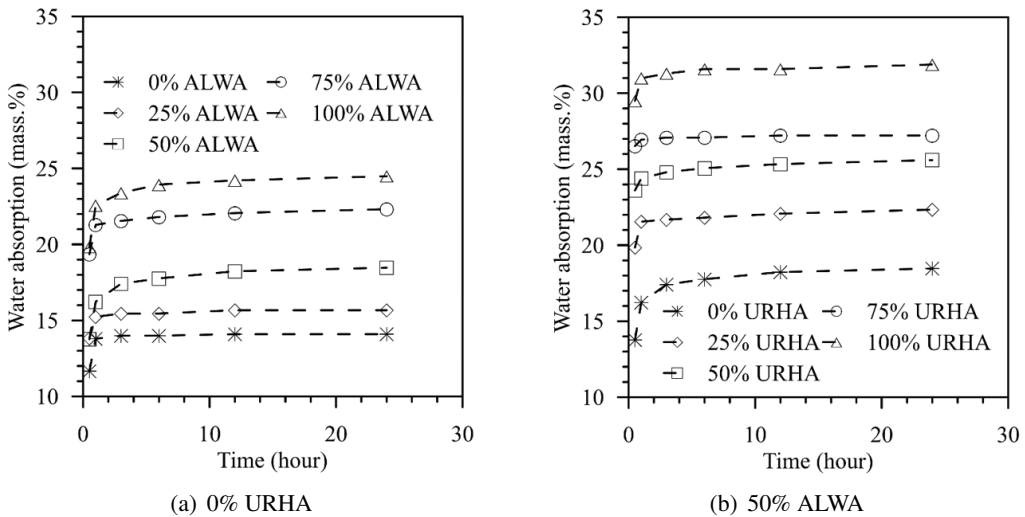 35
30
25
20
15
10
Water absorption (mass.%)
0% ALWA
75% ALWA
25% ALWA
100% ALWA
50% ALWA
0
10
20
30
Time (hour)
(a) 0% URHA
35
30
25
20
15
10
Water absorption (mass.%)
0% URHA
75% URHA
25% URHA
100% URHA
50% URHA
0
10
20
30
Time (hour)
(b) 50% ALWA